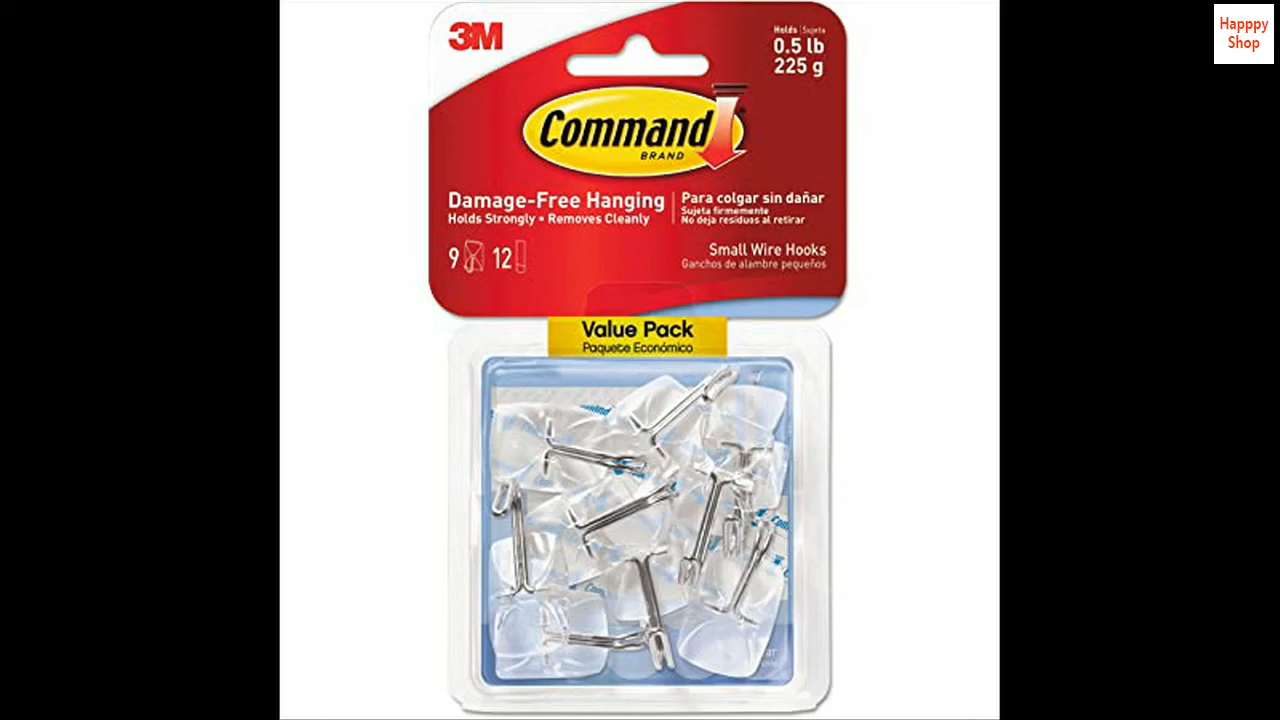 Happpy
Shop
3M
Holds | Sujeta
0.5 lb
225 g
Command
BRAND
Damage-Free Hanging
Holds Strongly • Removes Cleanly
Para colgar sin dañar
Sujeta firmemente
No deja residuos al retirar
9 12
Small Wire Hooks
Ganchos de alambre pequeños
Value Pack
Paquete Económico
Command